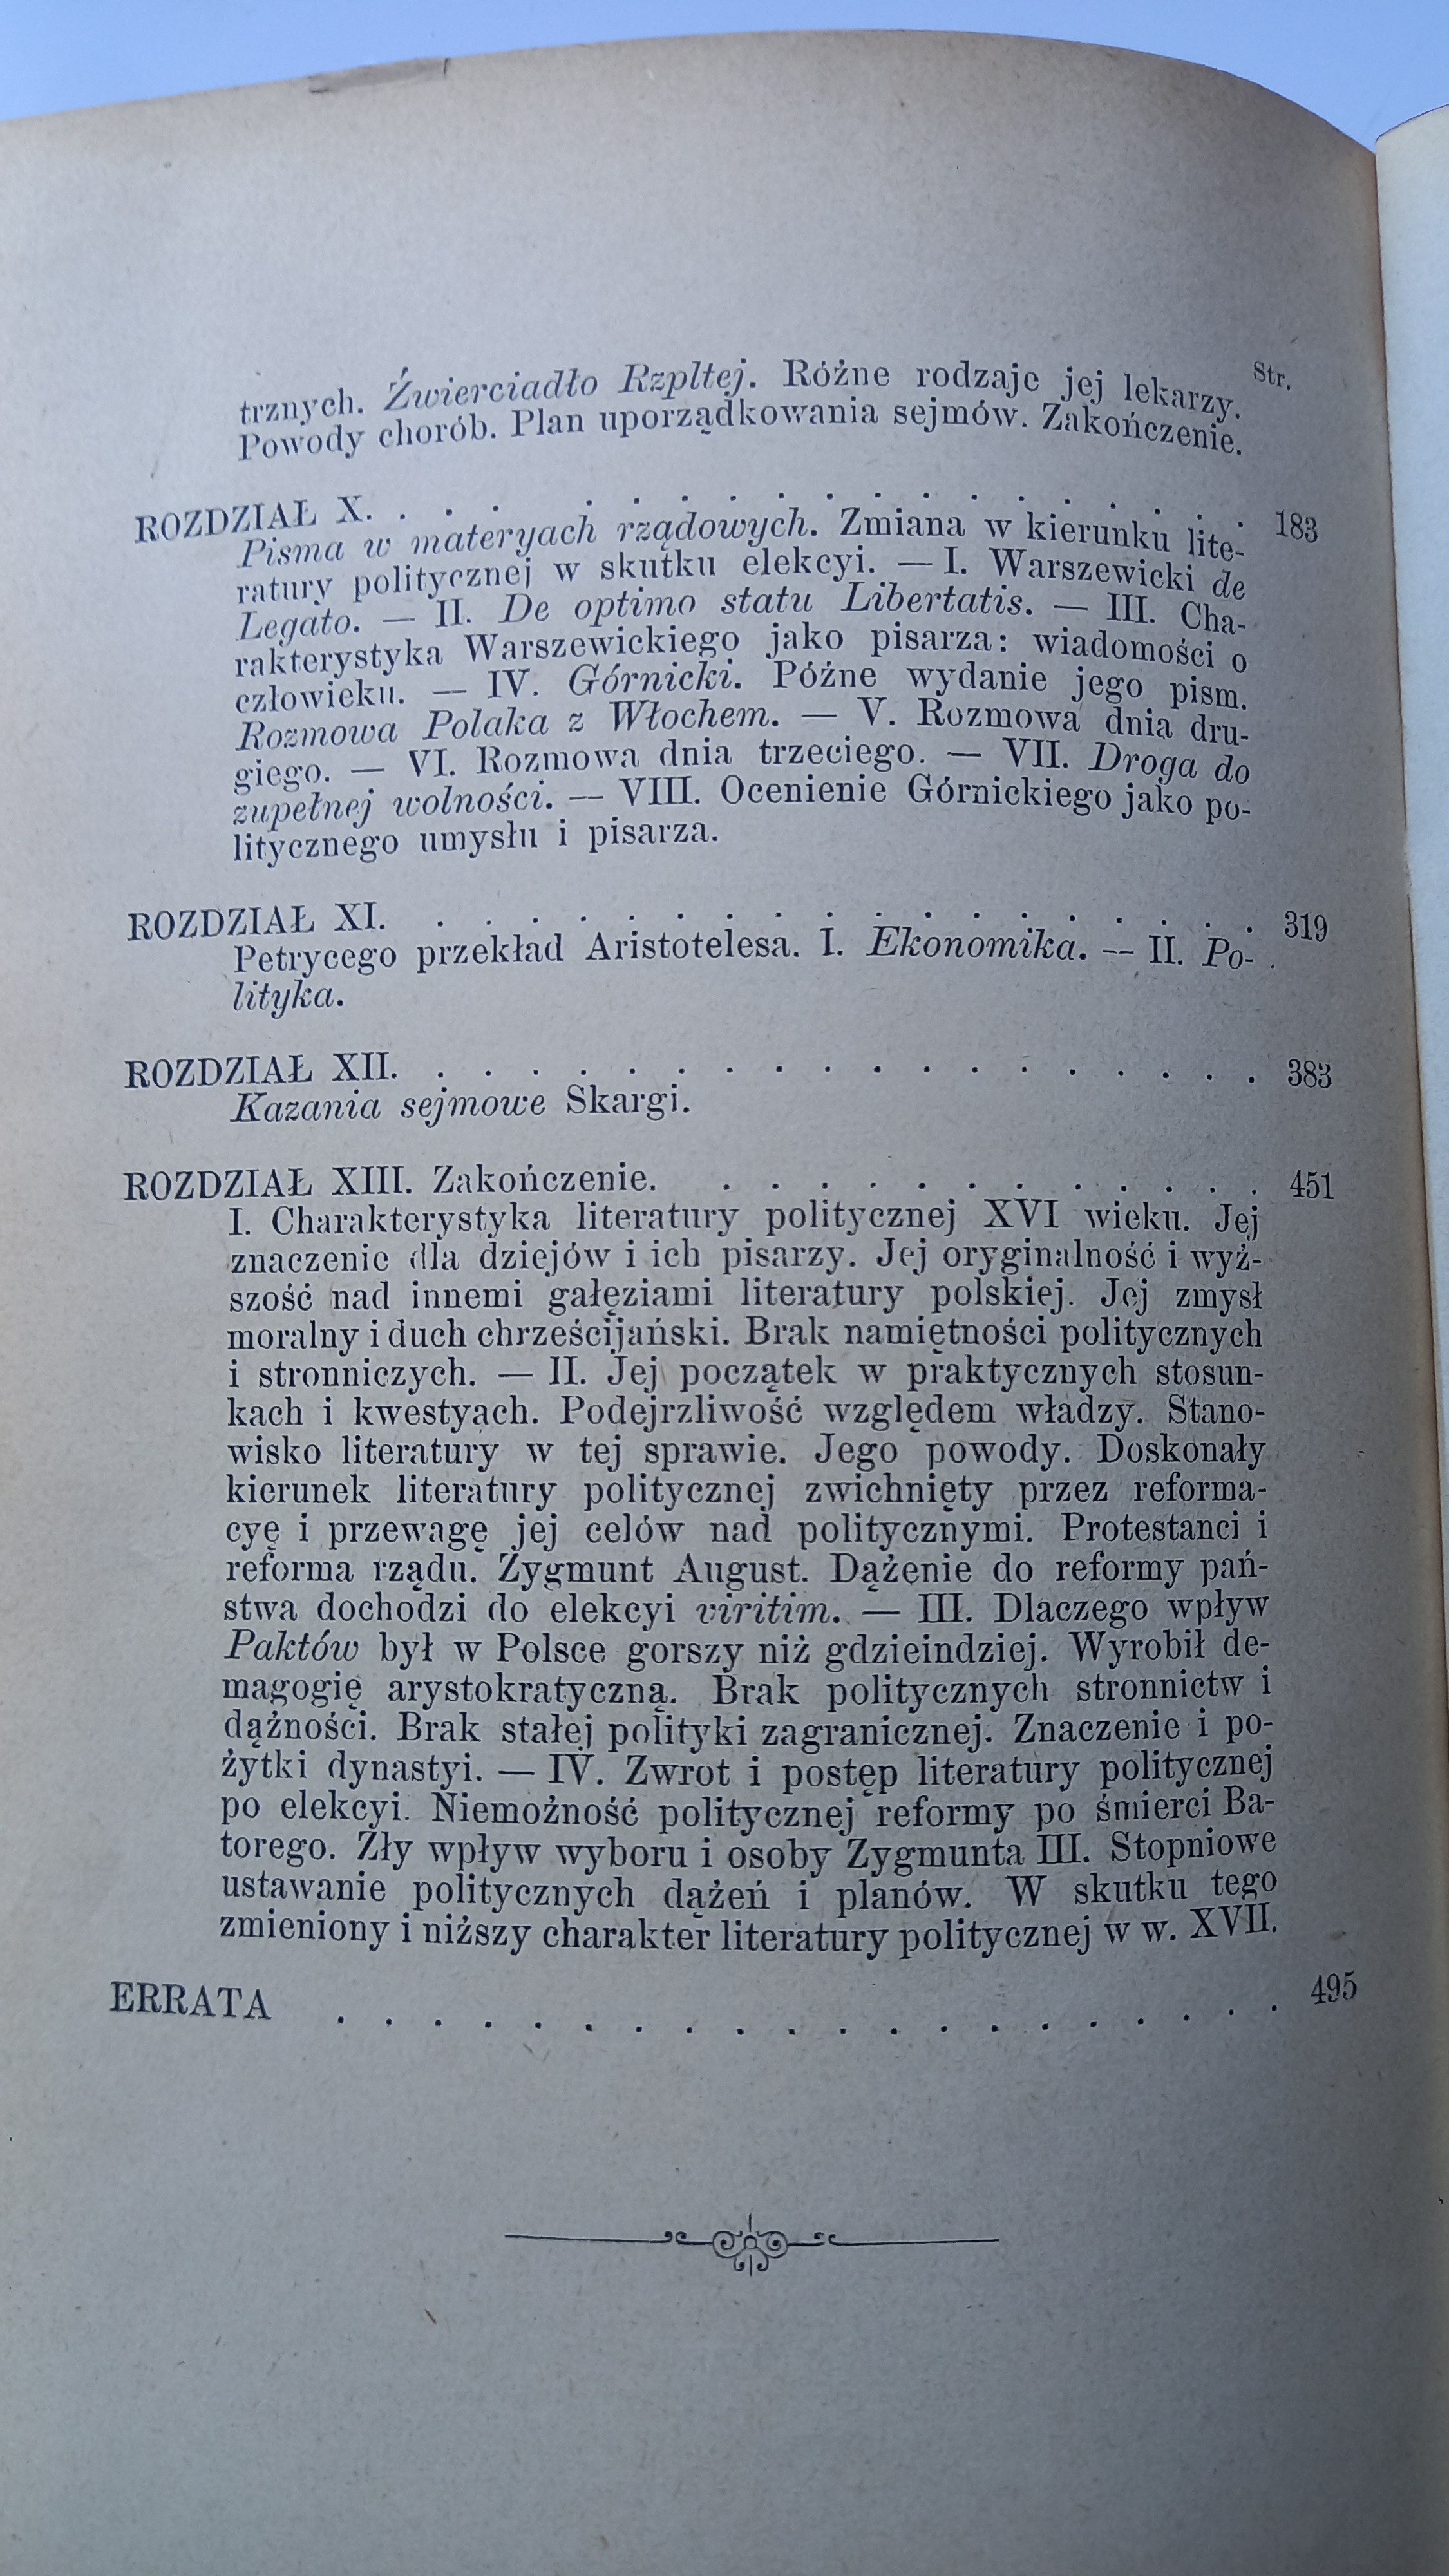 Str.
trznych. Źwierciadło Rzpltej. Różne rodzaje jej lekarzy.
Powody chorób. Plan uporządkowania sejmów. Zakończenie.
ROZDZIAŁ X. . . . . . . . . . . . . . . . . . 183
Pisma w materyach rządowych. Zmiana w kierunku lite-
ratury politycznej w skutku elekcyi. — I. Warszewicki de
Legato. — II. De optimo statu Libertatis. — III. Cha-
rakterystyka Warszewickiego jako pisarza: wiadomości o
człowieku. — IV. Górnicki. Późne wydanie jego pism.
Rozmowa Polaka z Włochem. — V. Rozmowa dnia dru-
giego. — VI. Rozmowa dnia trzeciego. — VII. Droga do
zupełnej wolności. — VIII. Ocenienie Górnickiego jako po-
litycznego umysłu i pisarza.
ROZDZIAŁ XI. . . . . . . . . . . . . . . . . . 319
Petrycego przekład Aristotelesa. I. Ekonomika. — II. Po-
lityka.
ROZDZIAŁ XII. . . . . . . . . . . . . . . . . . . 383
Kazania sejmowe Skargi.
ROZDZIAŁ XIII. Zakończenie. . . . . . . . . . . . . 451
I. Charakterystyka literatury politycznej XVI wieku. Jej
znaczenie dla dziejów i ich pisarzy. Jej oryginalność i wyż-
szość nad innemi gałęziami literatury polskiej. Jej zmysł
moralny i duch chrześcijański. Brak namiętności politycznych
i stronniczych. — II. Jej początek w praktycznych stosun-
kach i kwestyach. Podejrzliwość względem władzy. Stano-
wisko literatury w tej sprawie. Jego powody. Doskonały
kierunek literatury politycznej zwichnięty przez reforma-
cyę i przewagę jej celów nad politycznymi. Protestanci i
reforma rządu. Zygmunt August. Dążenie do reformy pań-
stwa dochodzi do elekcyi viritim. — III. Dlaczego wpływ
Paktów był w Polsce gorszy niż gdzieindziej. Wyrobił de-
magogię arystokratyczną. Brak politycznych stronnictw i
dążności. Brak stałej polityki zagranicznej. Znaczenie i po-
żytki dynastyi. — IV. Zwrot i postęp literatury politycznej
po elekcyi. Niemożność politycznej reformy po śmierci Ba-
torego. Zły wpływ wyboru i osoby Zygmunta III. Stopniowe
ustawanie politycznych dążeń i planów. W skutku tego
zmieniony i niższy charakter literatury politycznej w w. XVII.
ERRATA . . . . . . . . . . . . . . . . . . . . 495